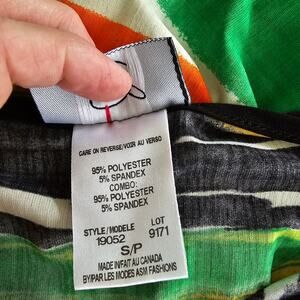 CARE ON REVERSE/VOIR AU VERSO
95% POLYESTER
5% SPANDEX
COMBO:
95% POLYESTER
5% SPANDEX
STYLE/MODELE LOT
19052 9171
S/P
MADE IN/FAIT AU CANADA
BY/PAR LES MODES ASM FASHIONS